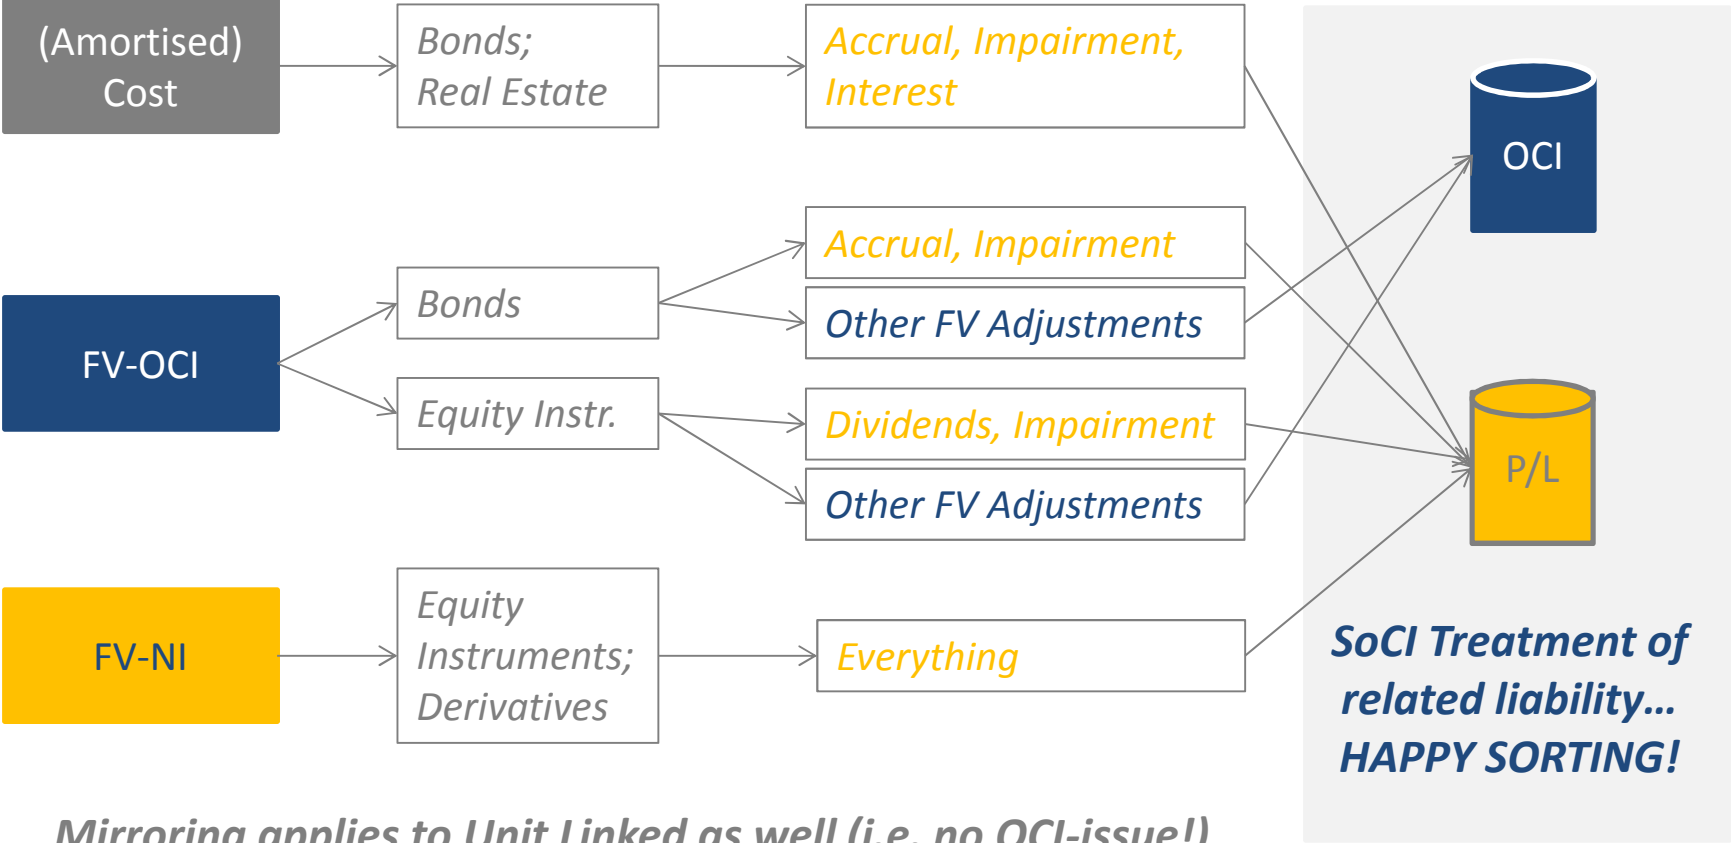 (Amortised)
Cost
Bonds;
Real Estate
Accrual, Impairment,
Interest
OCI
FV-OCI
Bonds
Accrual, Impairment
Other FV Adjustments
Equity Instr.
Dividends, Impairment
Other FV Adjustments
P/L
FV-NI
Equity
Instruments;
Derivatives
Everything
SoCI Treatment of
related liability...
HAPPY SORTING!
Mirroring applies to Unit Linked as well (i.e. no OCI-issue!)